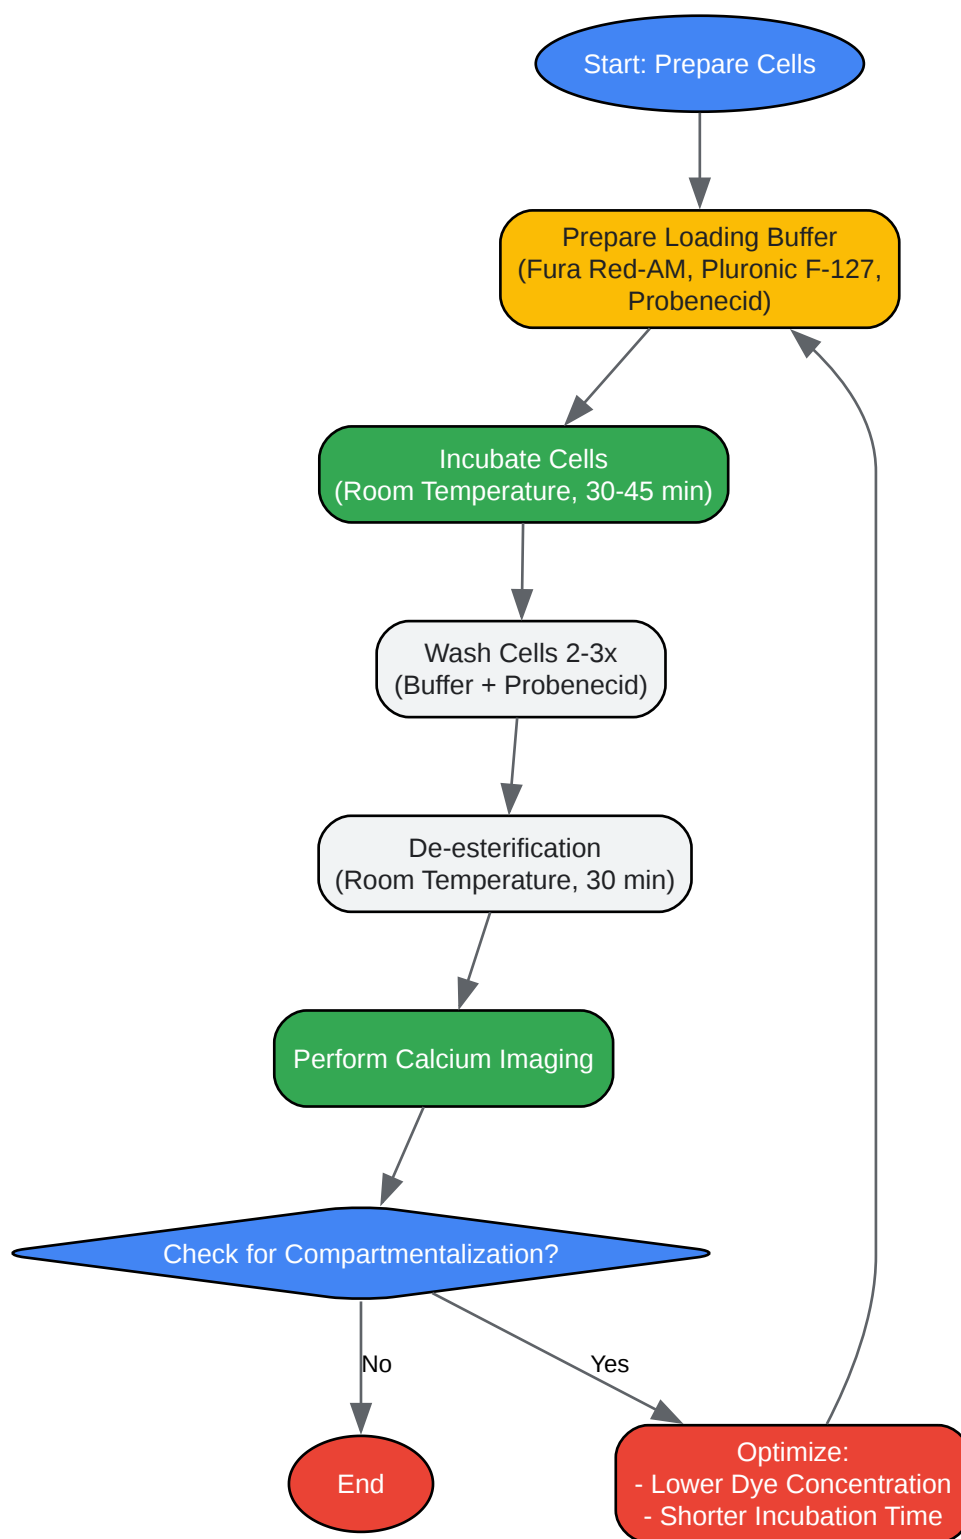 Start: Prepare Cells
Prepare Loading Buffer
(Fura Red-AM, Pluronic F-127,
Probenecid)
Incubate Cells
(Room Temperature, 30-45 min)
Wash Cells 2-3x
(Buffer + Probenecid)
De-esterification
(Room Temperature, 30 min)
Perform Calcium Imaging
Check for Compartmentalization?
No
Yes
End
Optimize:
- Lower Dye Concentration
- Shorter Incubation Time